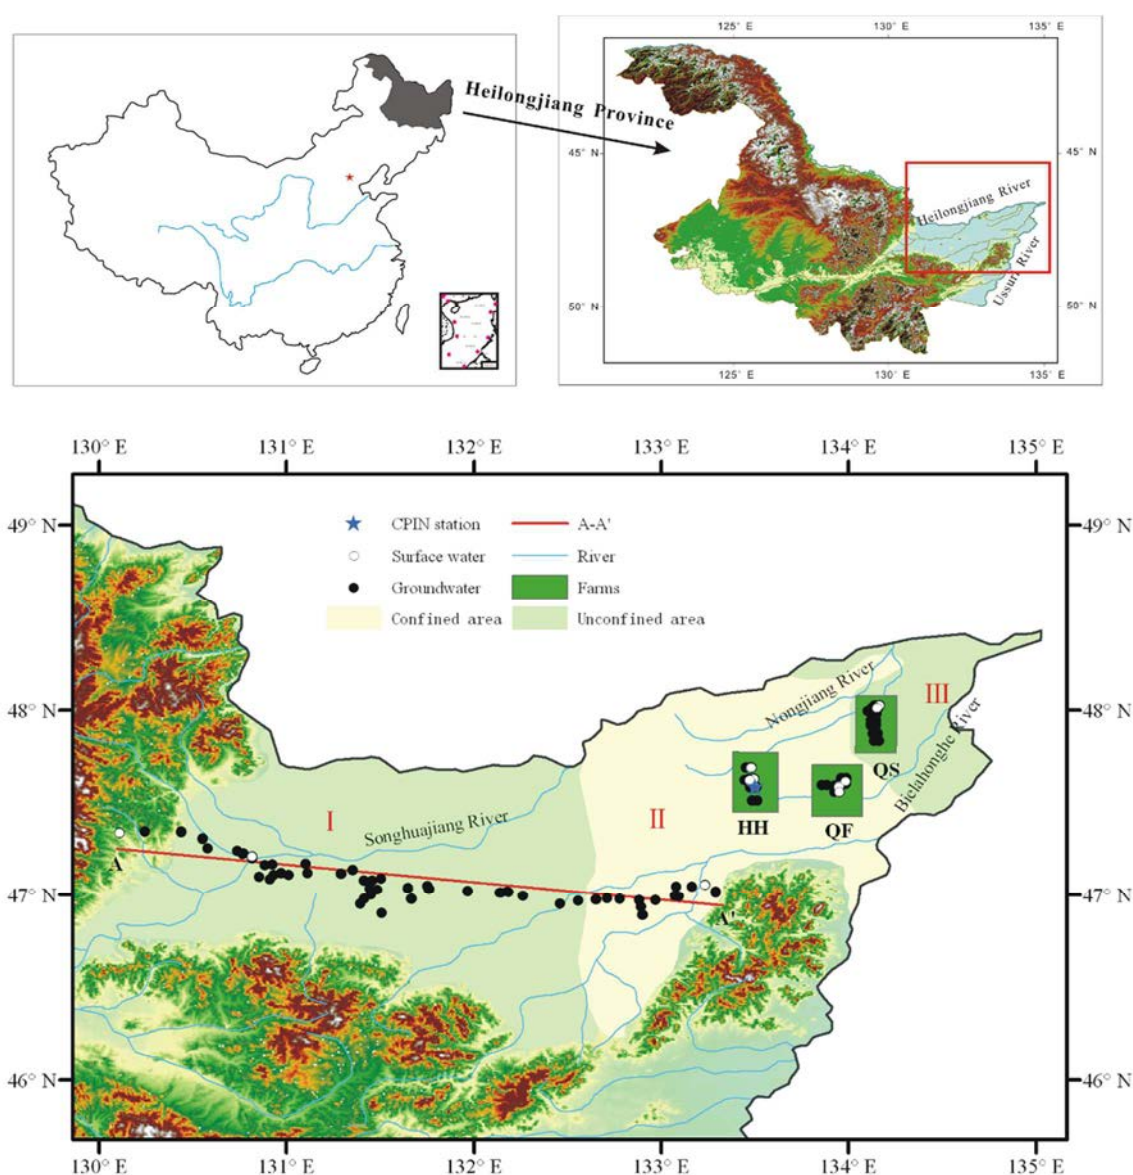 125° E 130° E 135° E
Heilongjiang Province
45° N 45° N
Heilongjiang River
Ussuri River
50° N 50° N
125° E 130° E 135° E
130° E 131° E 132° E 133° E 134° E 135° E
49° N 49° N
CPIN station A-A'
Surface water River
Groundwater Farms
Confined area Unconfined area
48° N 48° N
Nongjiang River
III
QS
Bielahonghe River
I
II
HH
QF
Songhuajiang River
A
47° N 47° N
A'
46° N 46° N
130° E 131° E 132° E 133° E 134° E 135° E